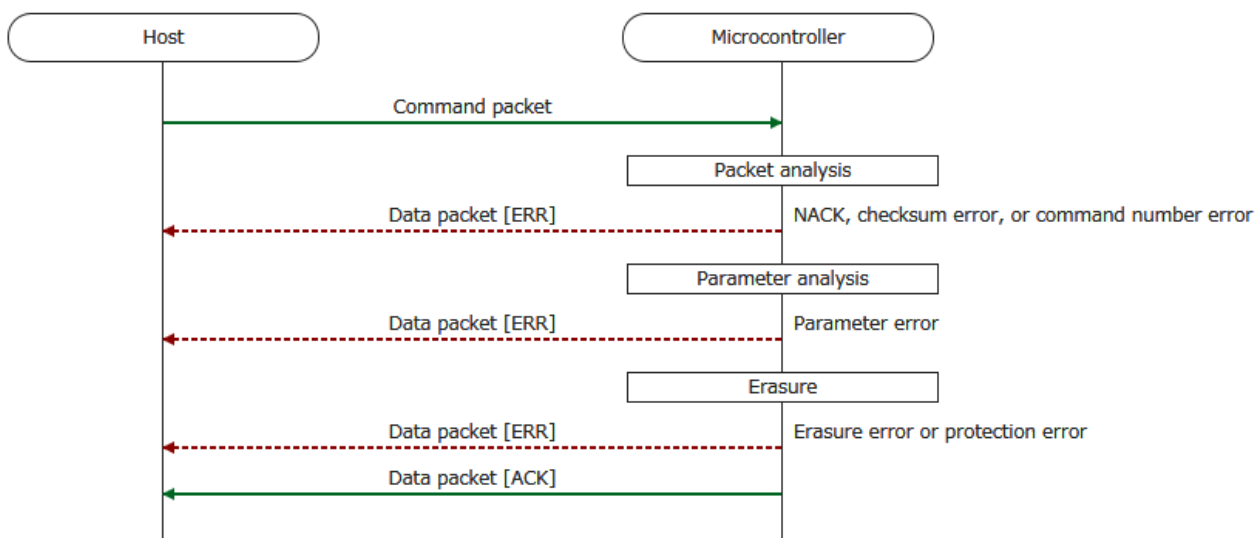 Host
Microcontroller
Command packet
Packet analysis
Data packet [ERR]
NACK, checksum error, or command number error
Parameter analysis
Data packet [ERR]
Parameter error
Erasure
Data packet [ERR]
Erasure error or protection error
Data packet [ACK]